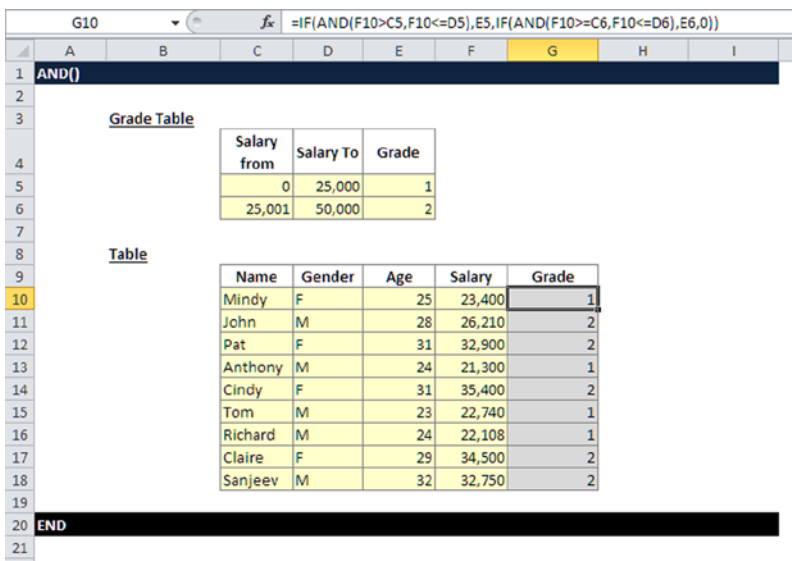 G10 fx =IF(AND(F10>C5,F10<=D5),E5,IF(AND(F10>=C6,F10<=D6),E6,0))
A B C D E F G H I
1 AND()
2
3 Grade Table
4 Salary from Salary To Grade
5 0 25,000 1
6 25,001 50,000 2
7
8 Table
9 Name Gender Age Salary Grade
10 Mindy F 25 23,400 1
11 John M 28 26,210 2
12 Pat F 31 32,900 2
13 Anthony M 24 21,300 1
14 Cindy F 31 35,400 2
15 Tom M 23 22,740 1
16 Richard M 24 22,108 1
17 Claire F 29 34,500 2
18 Sanjeev M 32 32,750 2
19
20 END
21